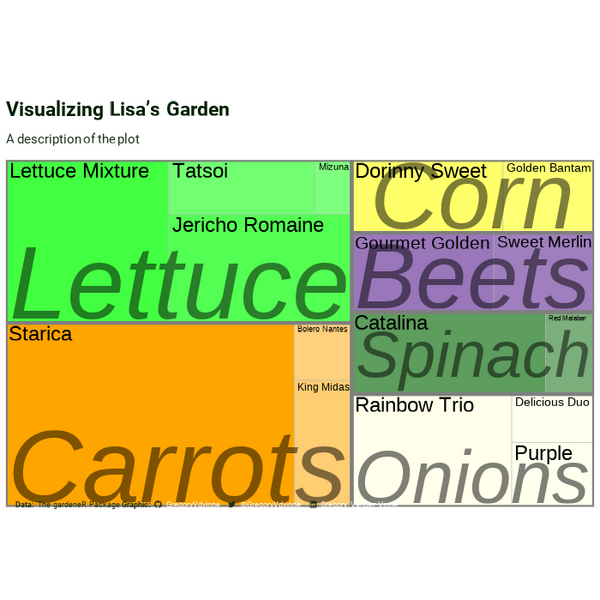 Visualizing Lisa's Garden
A description of the plot
Lettuce Mixture
Tatsoi
Mizuna
Jericho Romaine
Lettuce
Dorinny Sweet
Golden Bantam
Corn
Gourmet Golden
Sweet Merlin
Beets
Catalina
Red Malabar
Spinach
Starica
Bolero Nantes
King Midas
Carrots
Rainbow Trio
Delicious Duo
Purple
Onions
Data: The gardeneR Package Graphic: